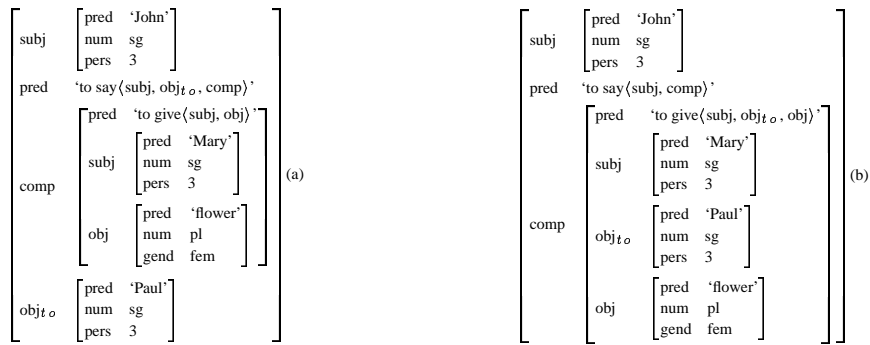 pred ‘John’
subj num sg
pers 3
pred ‘to say⟨subj, obj_to, comp⟩’
pred ‘to give⟨subj, obj⟩’
pred ‘Mary’
subj num sg
pers 3
comp
pred ‘flower’
obj num pl
gend fem
pred ‘Paul’
obj_to num sg
pers 3
(a)
pred ‘John’
subj num sg
pers 3
pred ‘to say⟨subj, comp⟩’
pred ‘to give⟨subj, obj_to, obj⟩’
pred ‘Mary’
subj num sg
pers 3
comp
pred ‘Paul’
obj_to num sg
pers 3
pred ‘flower’
obj num pl
gend fem
(b)